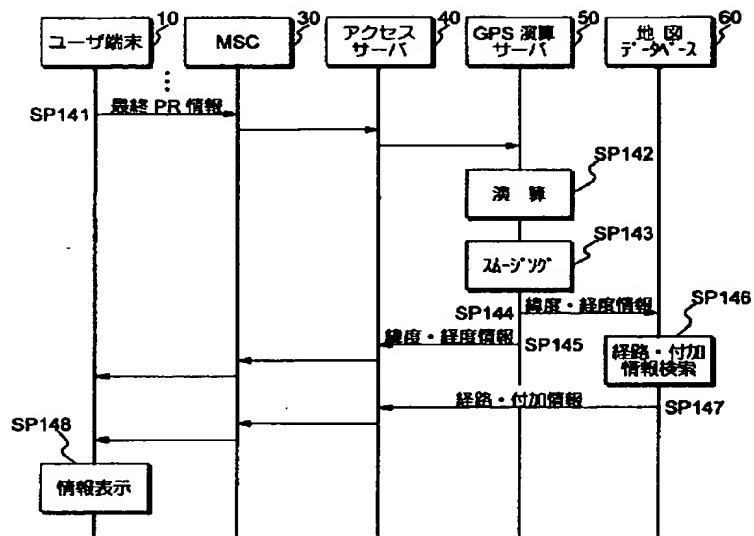 10
ユーザ端末
30
MSC
40
アクセス
サーバ
50
GPS 演算
サーバ
60
地図
データベース
SP141
最終 PR 情報
SP142
演算
SP143
スムージング
SP144
緯度・経度情報
SP146
緯度・経度情報
SP145
経路・付加
情報検索
経路・付加情報
SP147
SP148
情報表示